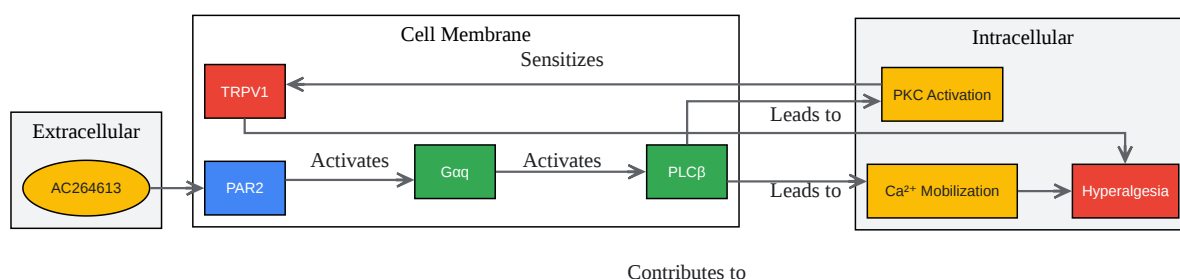 Cell Membrane
Intracellular
Sensitizes
TRPV1
PKC Activation
Leads to
Extracellular
Activates
Activates
AC264613
PAR2
Gαq
PLCβ
Leads to
Ca²⁺ Mobilization
Hyperalgesia
Contributes to